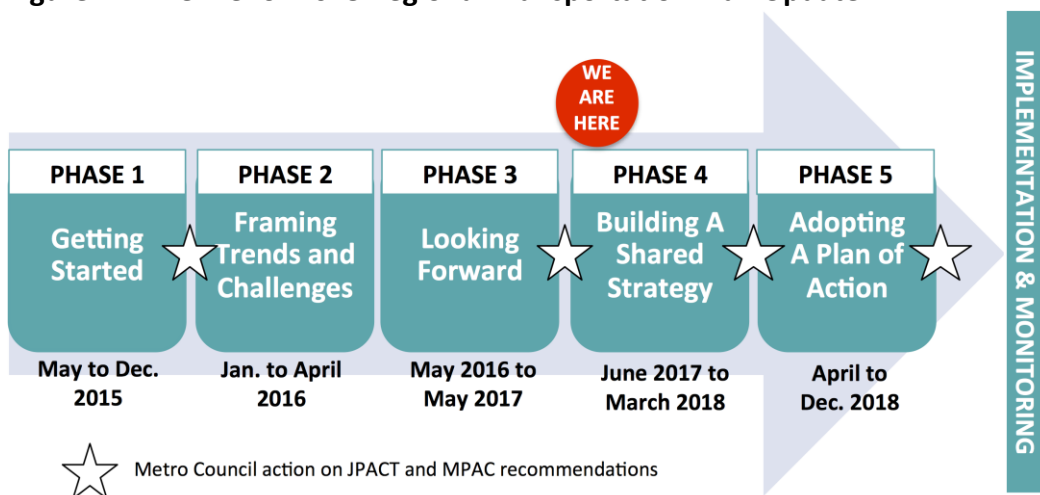 WE
ARE
HERE
PHASE 1
PHASE 2
PHASE 3
PHASE 4
PHASE 5
Getting
Started
Framing
Trends and
Challenges
Looking
Forward
Building A
Shared
Strategy
Adopting
A Plan of
Action
May to Dec.
2015
Jan. to April
2016
May 2016 to
May 2017
June 2017 to
March 2018
April to
Dec. 2018
IMPLEMENTATION & MONITORING
Metro Council action on JPACT and MPAC recommendations